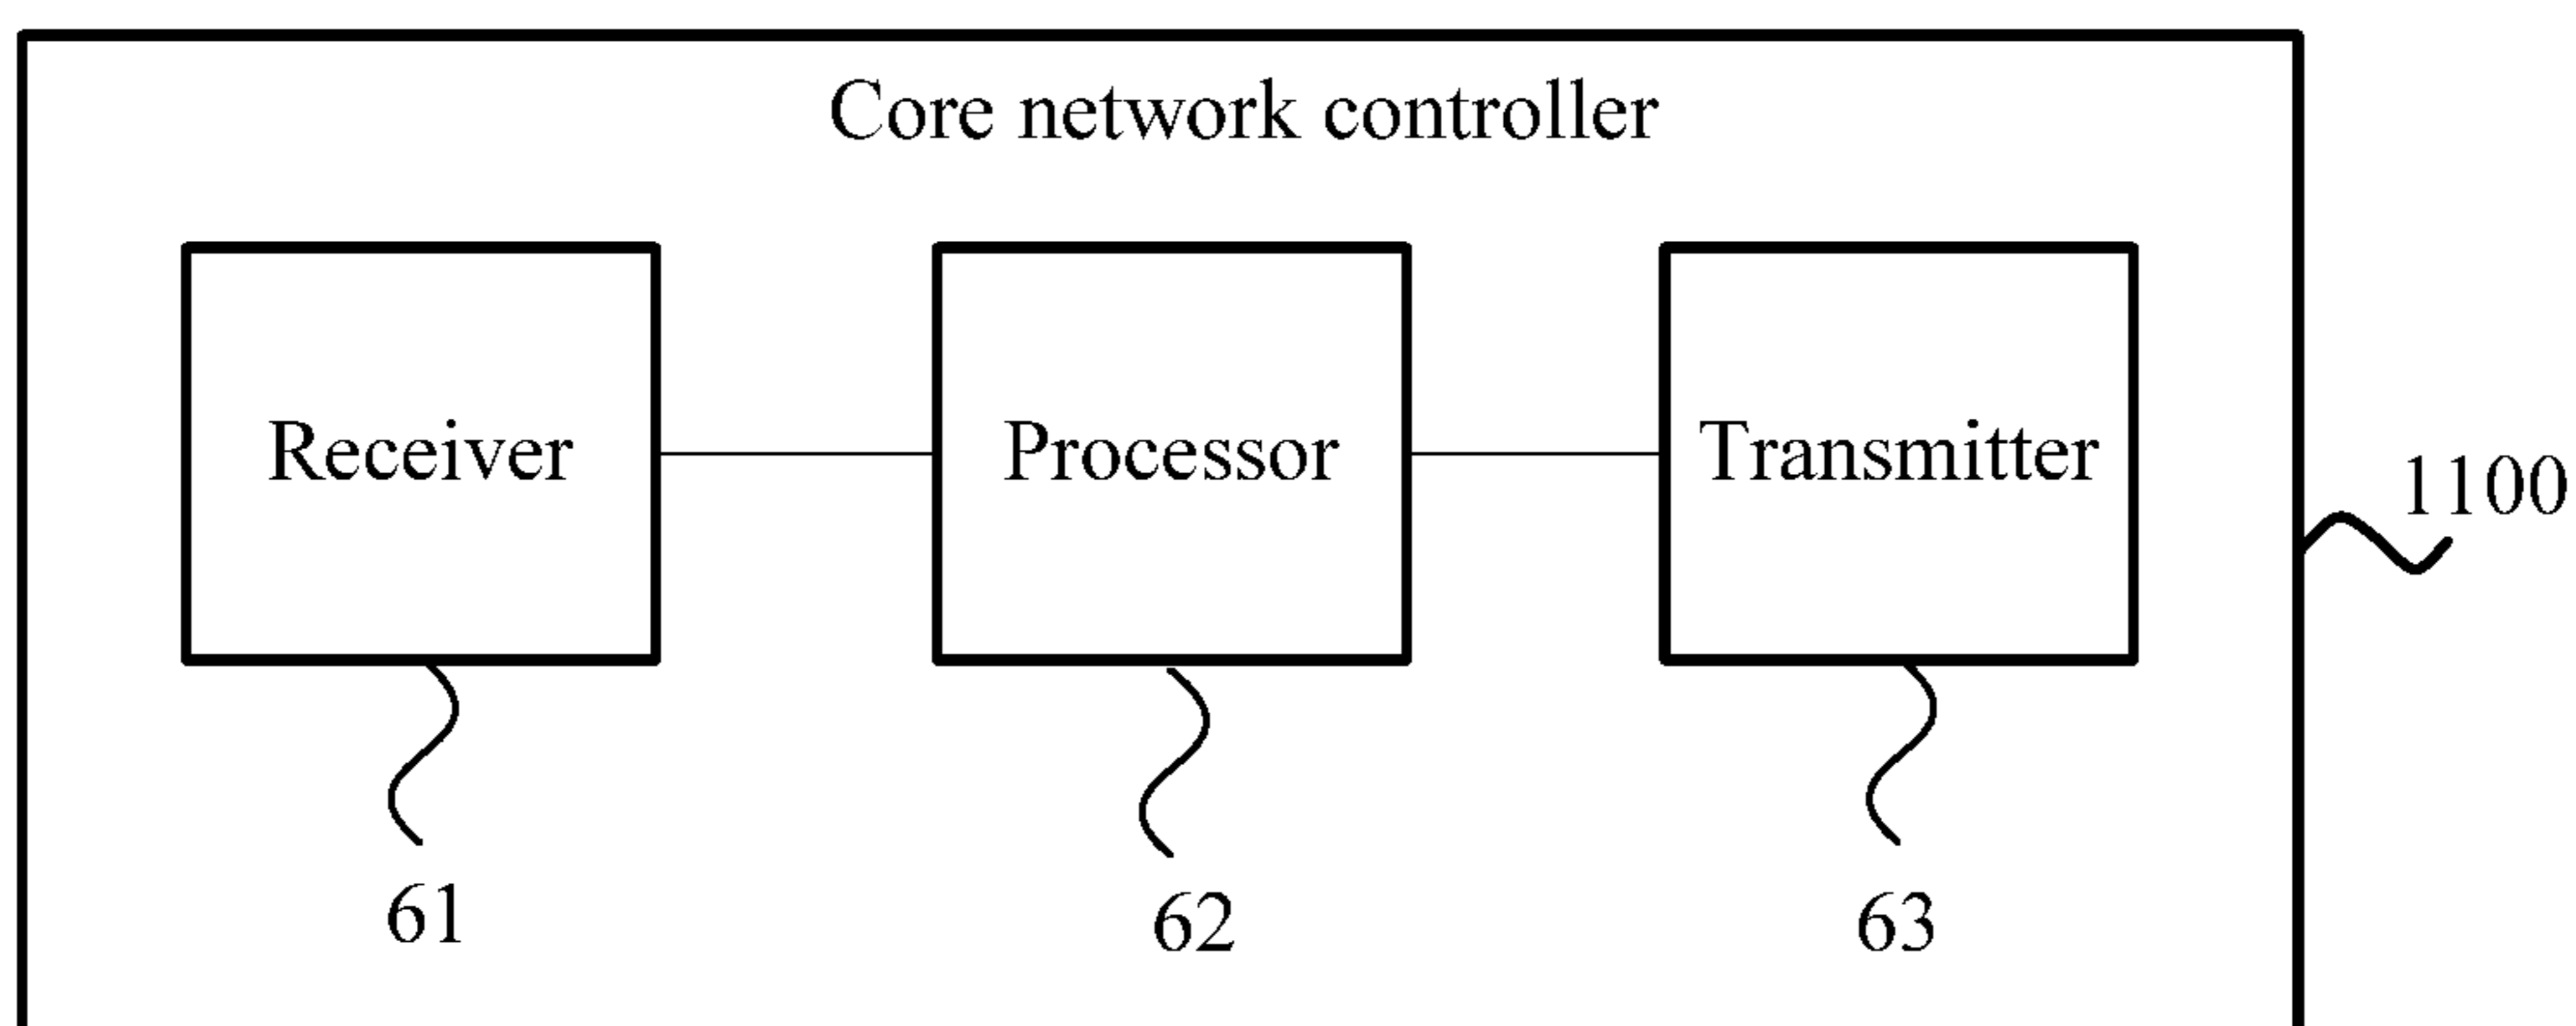 Core network controller
Receiver
Processor
Transmitter
1100
61
62
63